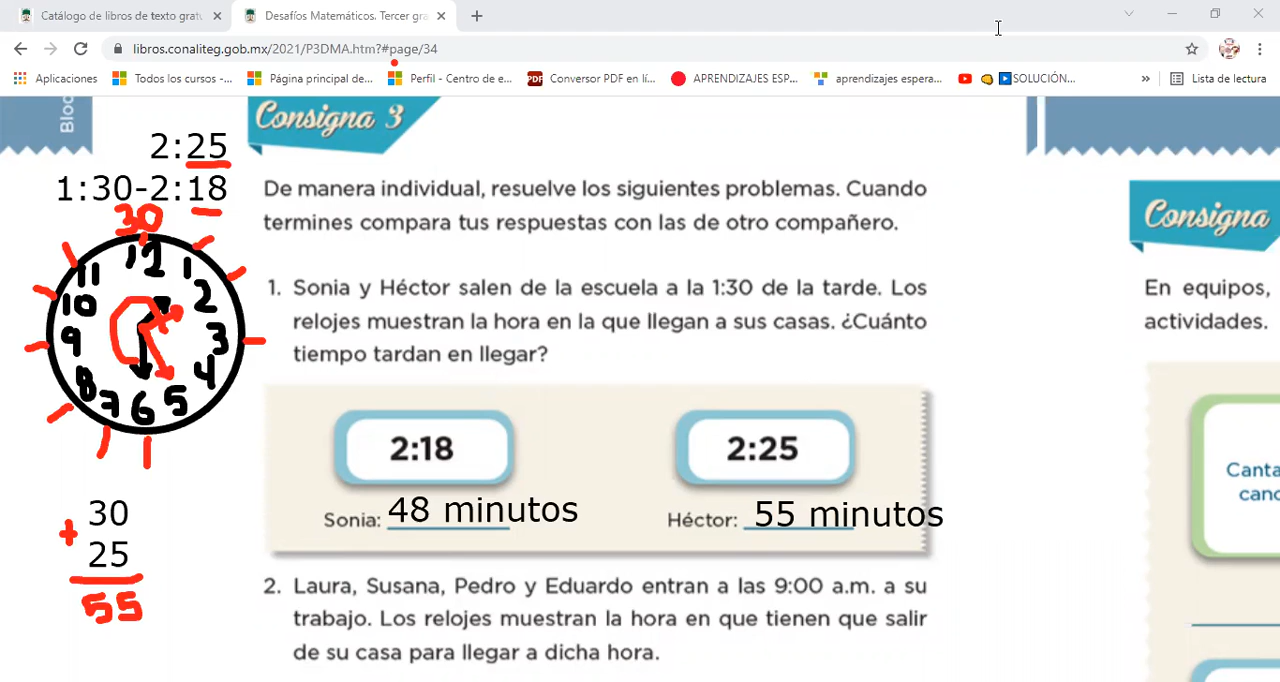 Catálogo de libros de texto gratu
Desafíos Matemáticos. Tercer gra
libros.conaliteg.gob.mx/2021/P3DMA.htm?#page/34
Aplicaciones
Todos los cursos -...
Página principal de...
Perfil - Centro de e...
PDF
Conversor PDF en lí...
APRENDIZAJES ESP...
aprendizajes espera...
SOLUCIÓN...
»
Lista de lectura
Bloq
Consigna 3
2:25
1:30-2:18
30
12
1
2
3
4
5
6
7
8
9
10
11
30
+
25
55
De manera individual, resuelve los siguientes problemas. Cuando
termines compara tus respuestas con las de otro compañero.
1. Sonia y Héctor salen de la escuela a la 1:30 de la tarde. Los
relojes muestran la hora en la que llegan a sus casas. ¿Cuánto
tiempo tardan en llegar?
2:18
2:25
Sonia: 48 minutos
Héctor: 55 minutos
2. Laura, Susana, Pedro y Eduardo entran a las 9:00 a.m. a su
trabajo. Los relojes muestran la hora en que tienen que salir
de su casa para llegar a dicha hora.
Consigna
En equipos,
actividades.
Canta
canc